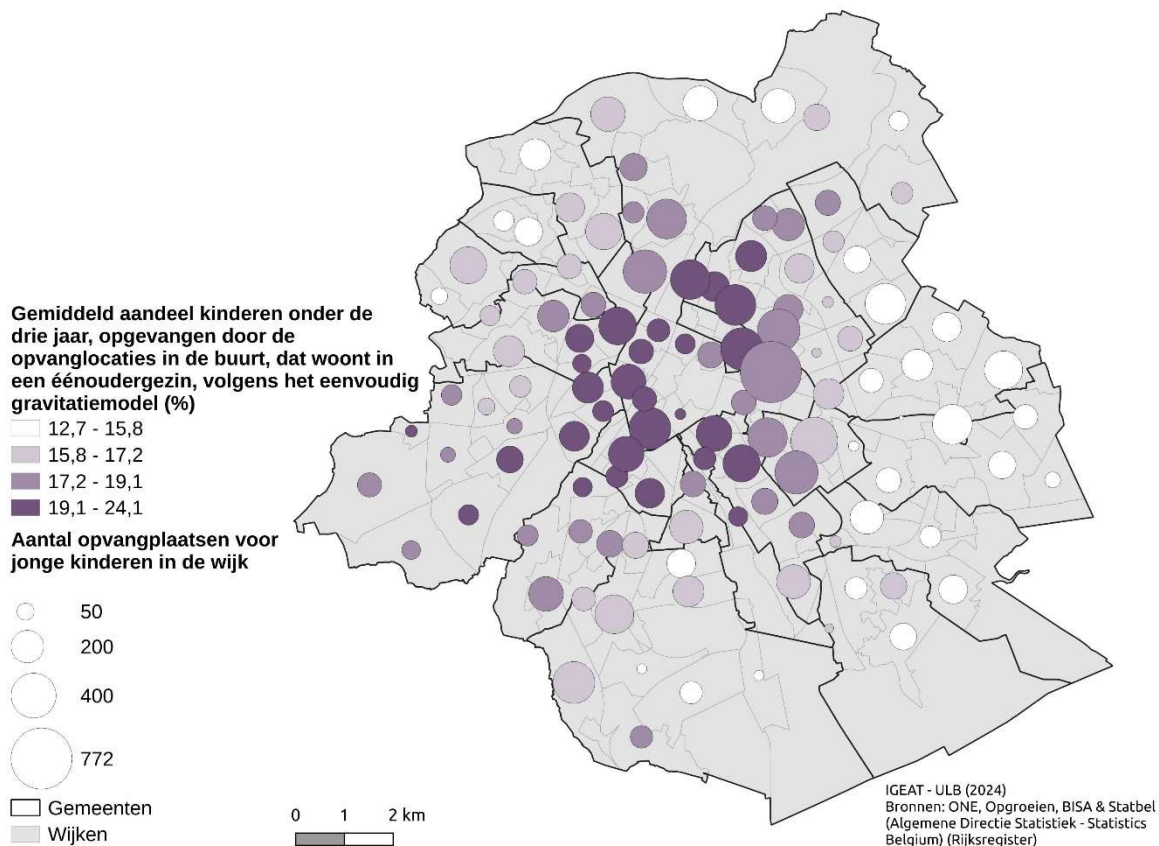 Gemiddeld aandeel kinderen onder de
drie jaar, opgevangen door de
opvanglocaties in de buurt, dat woont in
een éénoudergezin, volgens het eenvoudig
gravitatiemodel (%)
12,7 - 15,8
15,8 - 17,2
17,2 - 19,1
19,1 - 24,1
Aantal opvangplaatsen voor
jonge kinderen in de wijk
50
200
400
772
Gemeenten
Wijken
0 1 2 km
IGEAT - ULB (2024)
Bronnen: ONE, Opgroeien, BISA & Statbel
(Algemene Directie Statistiek - Statistics
Belgium) (Rijksregister)